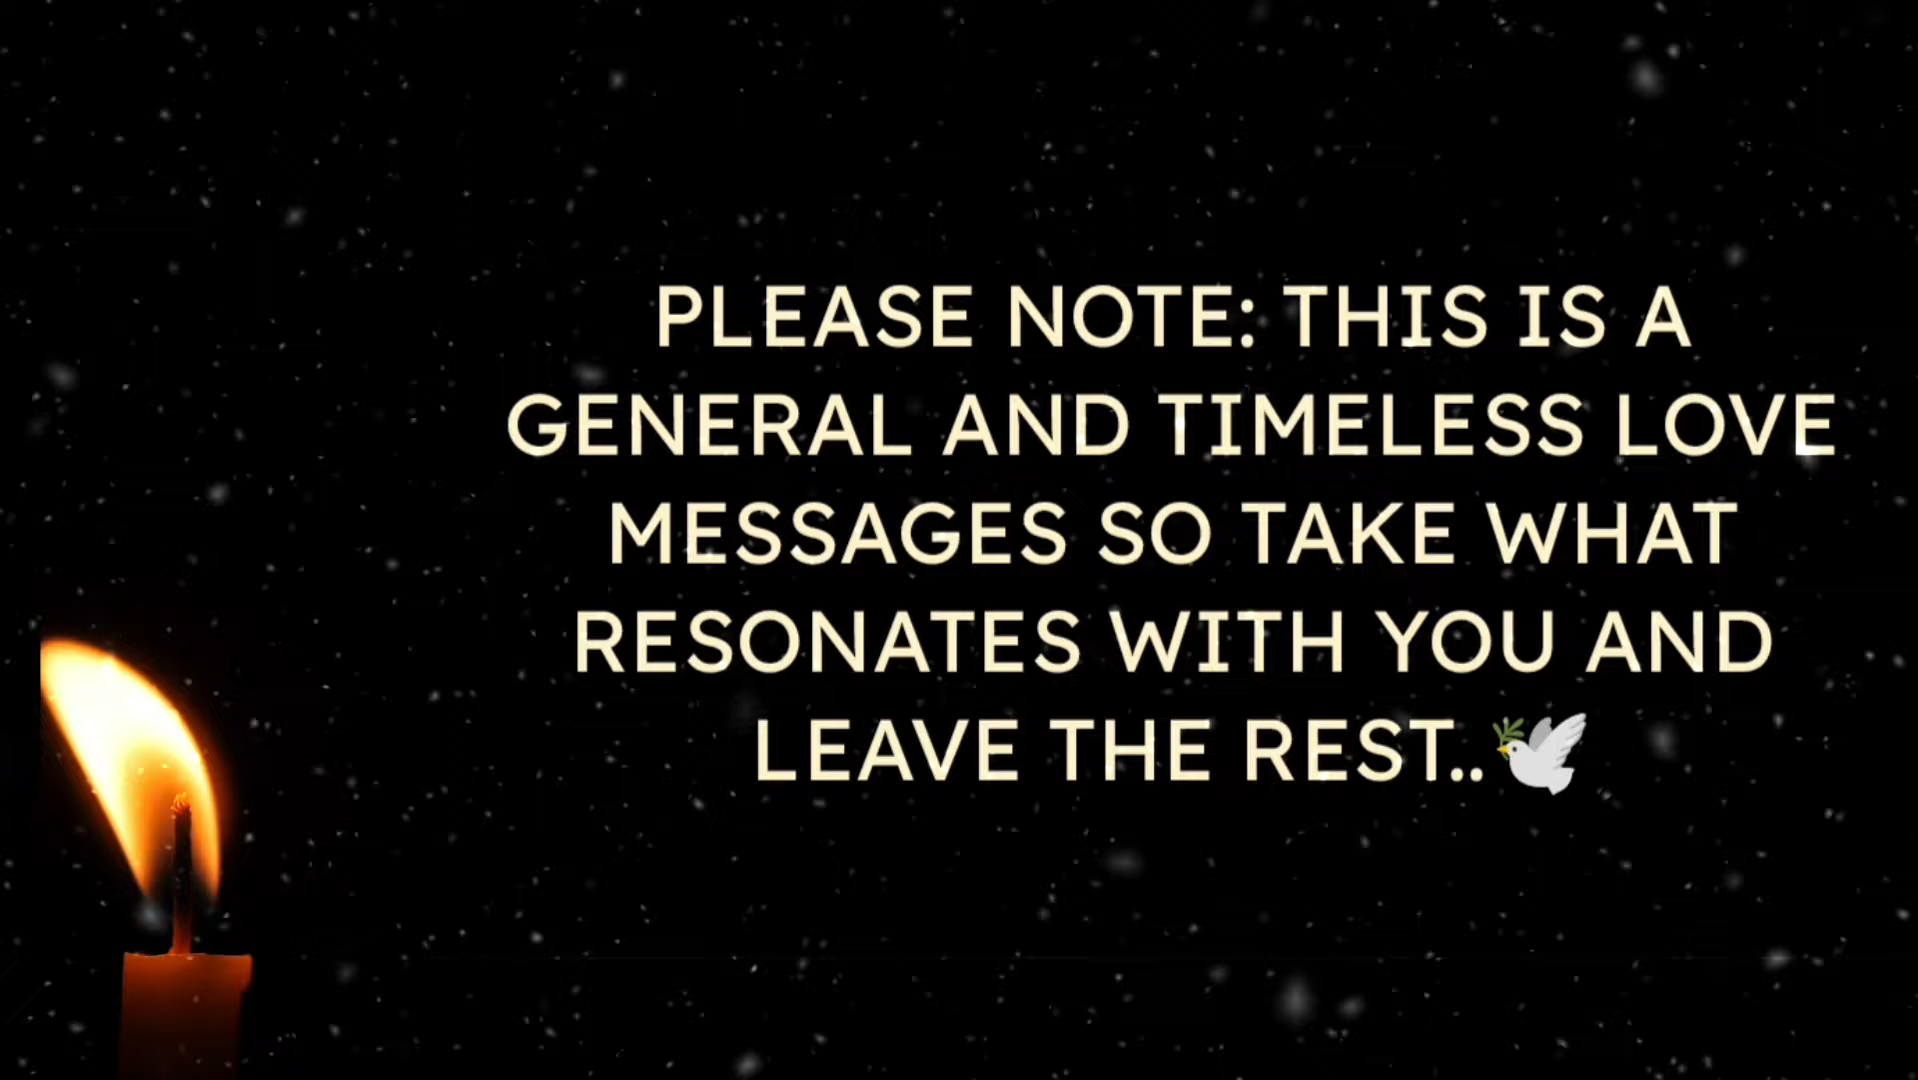 PLEASE NOTE: THIS IS A
GENERAL AND TIMELESS LOVE
MESSAGES SO TAKE WHAT
RESONATES WITH YOU AND
LEAVE THE REST..🕊️